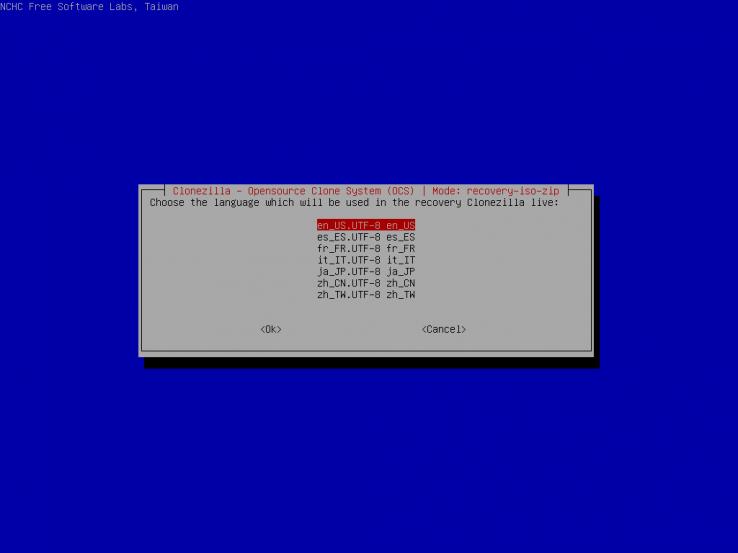 NCHC Free Software Labs, Taiwan
Clonezilla - Opensource Clone System (OCS) | Mode: recovery-iso-zip
Choose the language which will be used in the recovery Clonezilla live:
en_US.UTF-8 en_US
es_ES.UTF-8 es_ES
fr_FR.UTF-8 fr_FR
it_IT.UTF-8 it_IT
ja_JP.UTF-8 ja_JP
zh_CN.UTF-8 zh_CN
zh_TW.UTF-8 zh_TW
<Ok> <Cancel>